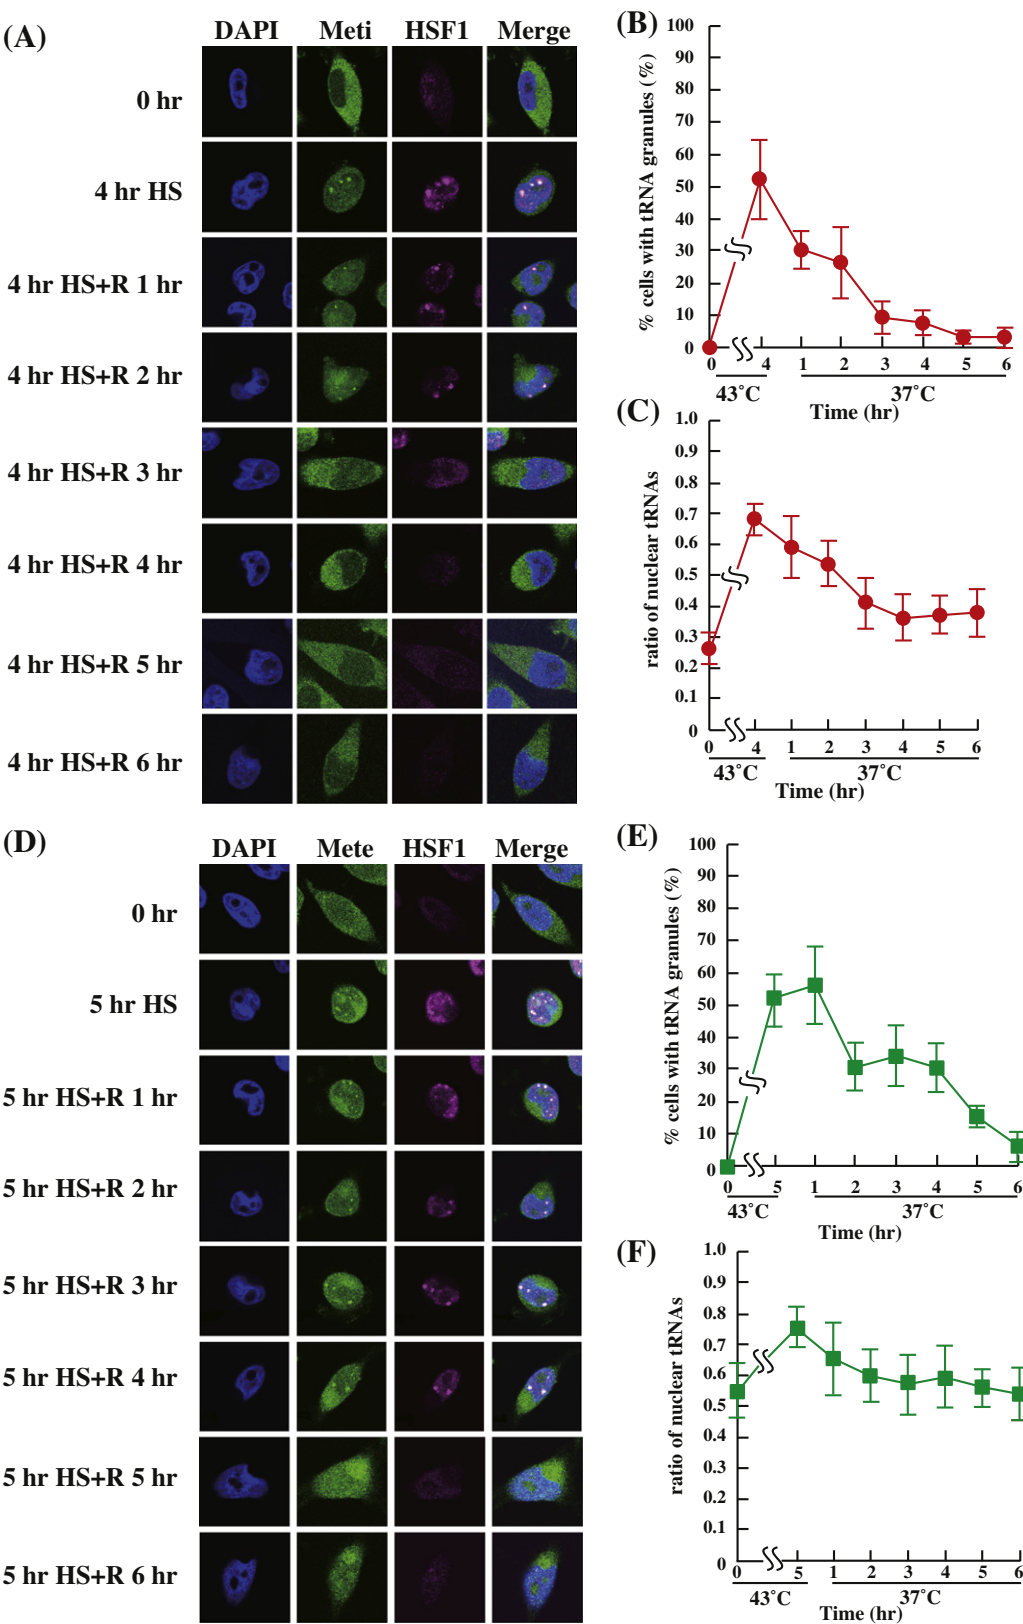 (A)
DAPI Meti HSF1 Merge
0 hr
4 hr HS
4 hr HS+R 1 hr
4 hr HS+R 2 hr
4 hr HS+R 3 hr
4 hr HS+R 4 hr
4 hr HS+R 5 hr
4 hr HS+R 6 hr
(B)
% cells with tRNA granules (%)
100
90
80
70
60
50
40
30
20
10
0
0 4 1 2 3 4 5 6
43°C 37°C
Time (hr)
(C)
ratio of nuclear tRNAs
1.0
0.9
0.8
0.7
0.6
0.5
0.4
0.3
0.2
0.1
0
0 4 1 2 3 4 5 6
43°C 37°C
Time (hr)
(D)
DAPI Mete HSF1 Merge
0 hr
5 hr HS
5 hr HS+R 1 hr
5 hr HS+R 2 hr
5 hr HS+R 3 hr
5 hr HS+R 4 hr
5 hr HS+R 5 hr
5 hr HS+R 6 hr
(E)
% cells with tRNA granules (%)
100
90
80
70
60
50
40
30
20
10
0
0 5 1 2 3 4 5 6
43°C 37°C
Time (hr)
(F)
ratio of nuclear tRNAs
1.0
0.9
0.8
0.7
0.6
0.5
0.4
0.3
0.2
0.1
0
0 5 1 2 3 4 5 6
43°C 37°C
Time (hr)